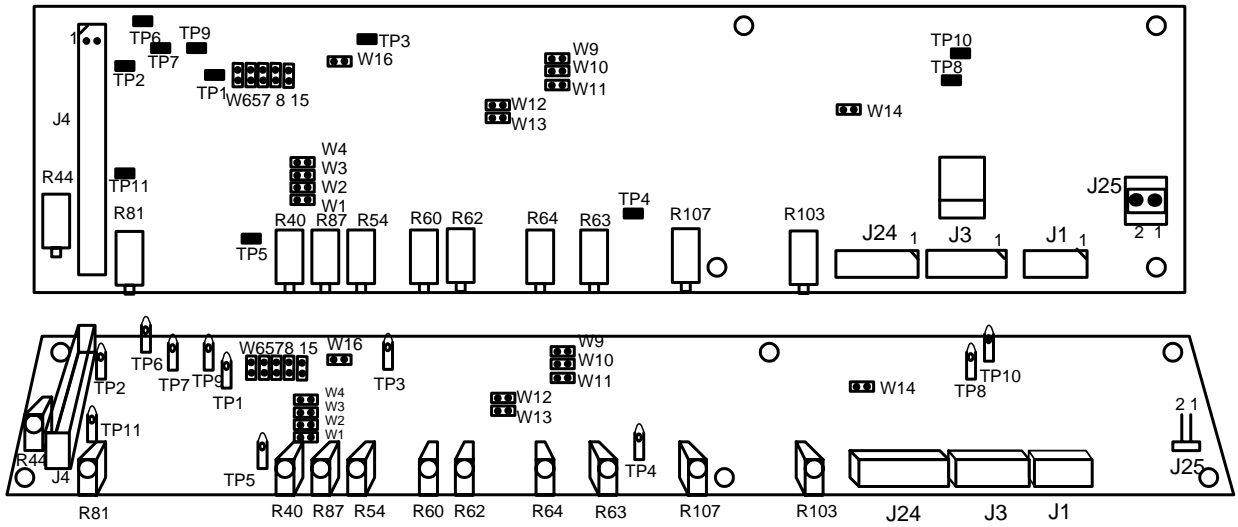 TP6
TP9
TP3
1
TP7
W16
W9
TP10
TP2
W10
TP8
TP1
W11
W657 8 15
W12
W14
J4
W13
W4
R44
W3
TP11
W2
J25
W1
TP4
R81
R40
R87
R54
R60
R62
R64
R63
R107
R103
J24
1
J3
1
J1
1
2 1
TP5
W6578 15
W16
W9
TP6
TP2
TP7
TP9
TP3
W10
TP10
TP8
TP1
W11
W14
W4
W12
W3
W13
2 1
TP11
W2
W1
R44
J4
TP5
TP4
J25
R81
R40
R87
R54
R60
R62
R64
R63
R107
R103
J24
J3
J1